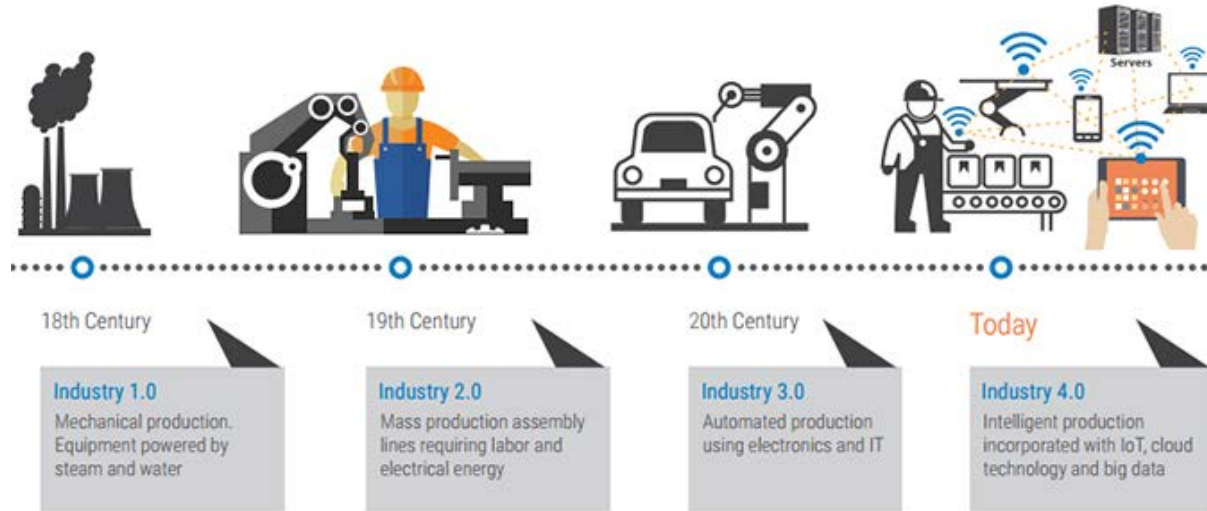 Servers
18th Century
Industry 1.0
Mechanical production.
Equipment powered by
steam and water
19th Century
Industry 2.0
Mass production assembly
lines requiring labor and
electrical energy
20th Century
Industry 3.0
Automated production
using electronics and IT
Today
Industry 4.0
Intelligent production
incorporated with IoT, cloud
technology and big data